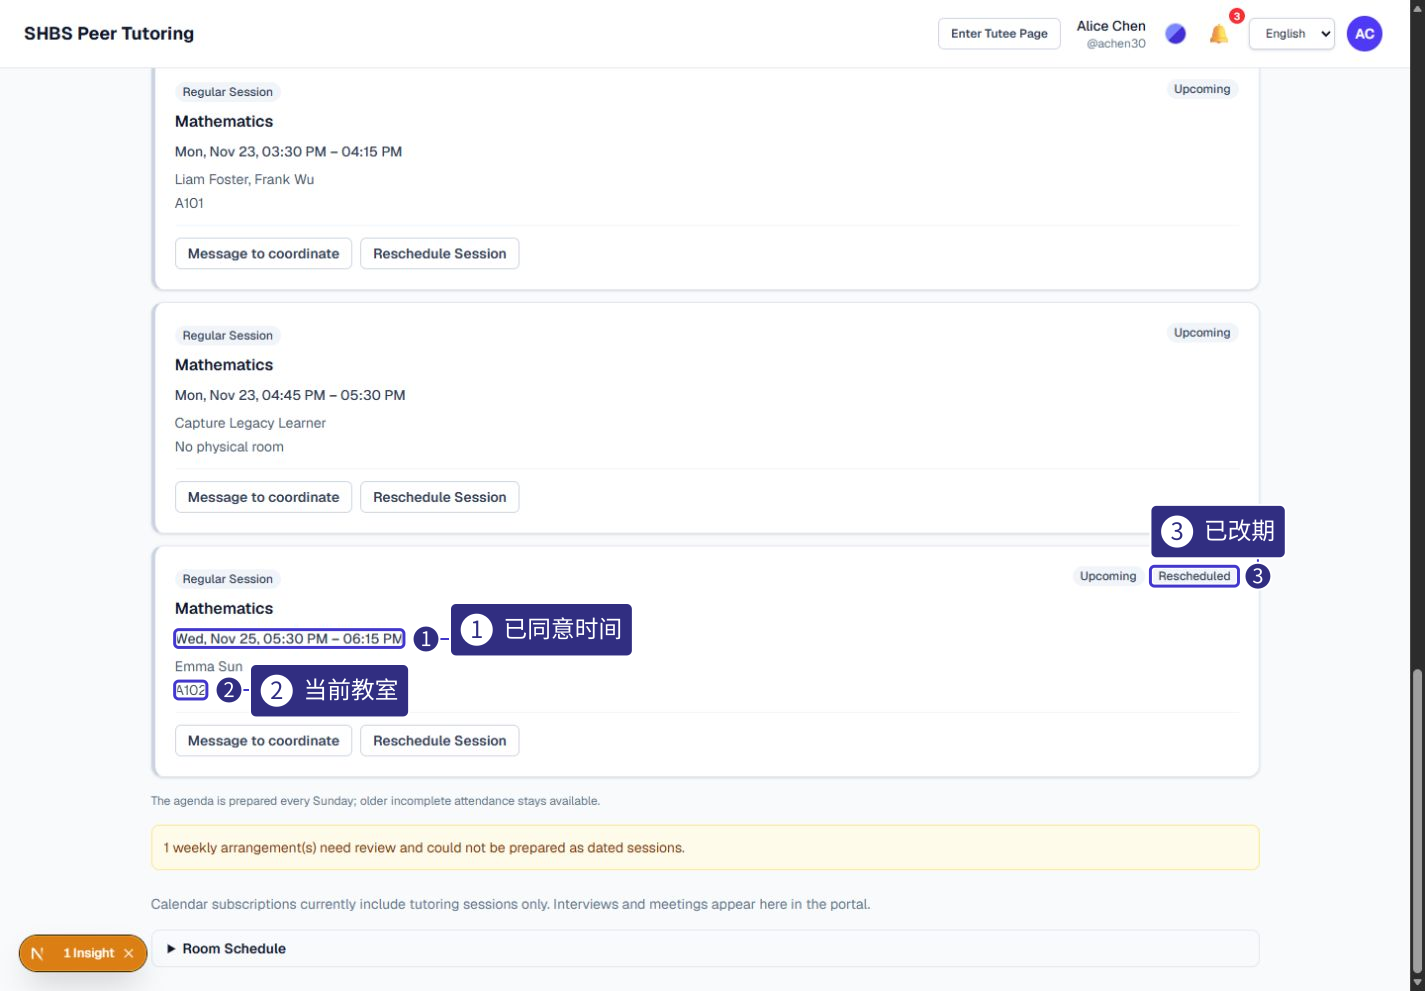 SHBS Peer Tutoring
Enter Tutee Page
Alice Chen
@achen30
3
English
AC
Regular Session
Upcoming
Mathematics
Mon, Nov 23, 03:30 PM – 04:15 PM
Liam Foster, Frank Wu
A101
Message to coordinate
Reschedule Session
Regular Session
Upcoming
Mathematics
Mon, Nov 23, 04:45 PM – 05:30 PM
Capture Legacy Learner
No physical room
Message to coordinate
Reschedule Session
3 已改期
Regular Session
Upcoming
Rescheduled
3
Mathematics
Wed, Nov 25, 05:30 PM – 06:15 PM
1
1 已同意时间
Emma Sun
A102
2
2 当前教室
Message to coordinate
Reschedule Session
The agenda is prepared every Sunday; older incomplete attendance stays available.
1 weekly arrangement(s) need review and could not be prepared as dated sessions.
Calendar subscriptions currently include tutoring sessions only. Interviews and meetings appear here in the portal.
N 1 Insight ×
▶ Room Schedule